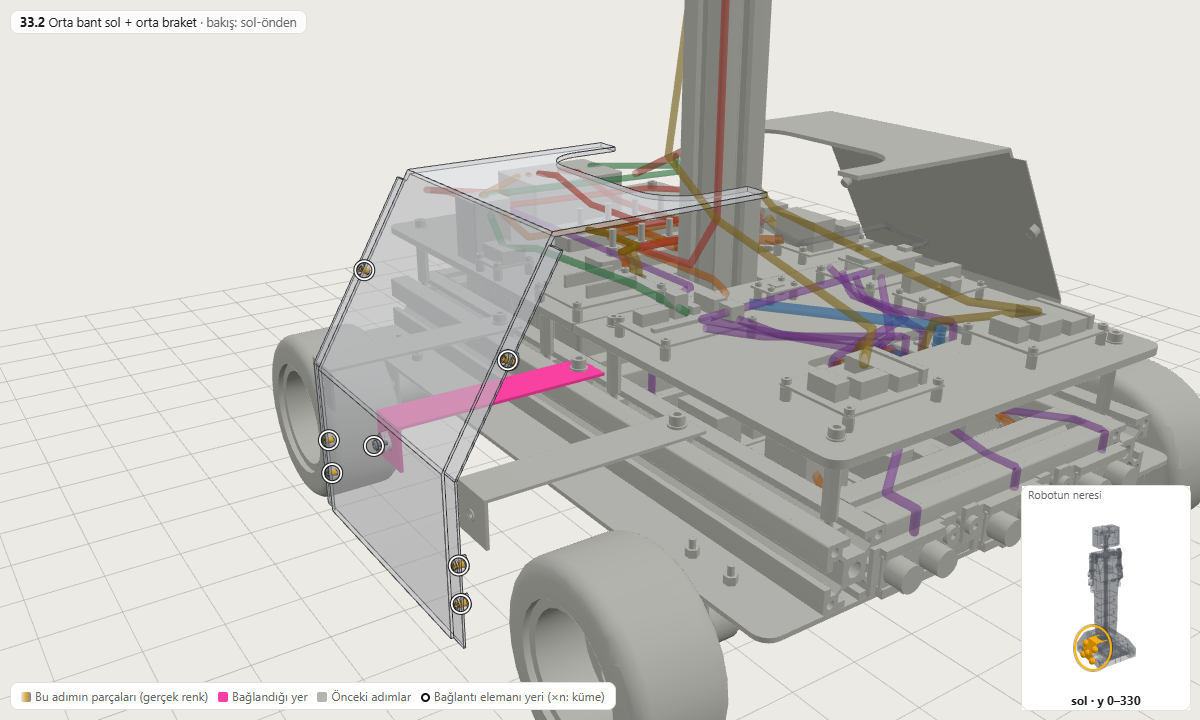 33.2 Orta bant sol + orta braket · bakış: sol-önden
Robotun neresi
sol · y 0–330
Bu adımın parçaları (gerçek renk) Bağlandığı yer Önceki adımlar Bağlantı elemanı yeri (×n: küme)